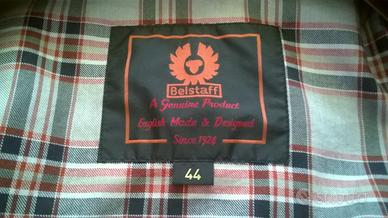 Belstaff
A Genuine Product
English Made & Designed
Since 1924
44